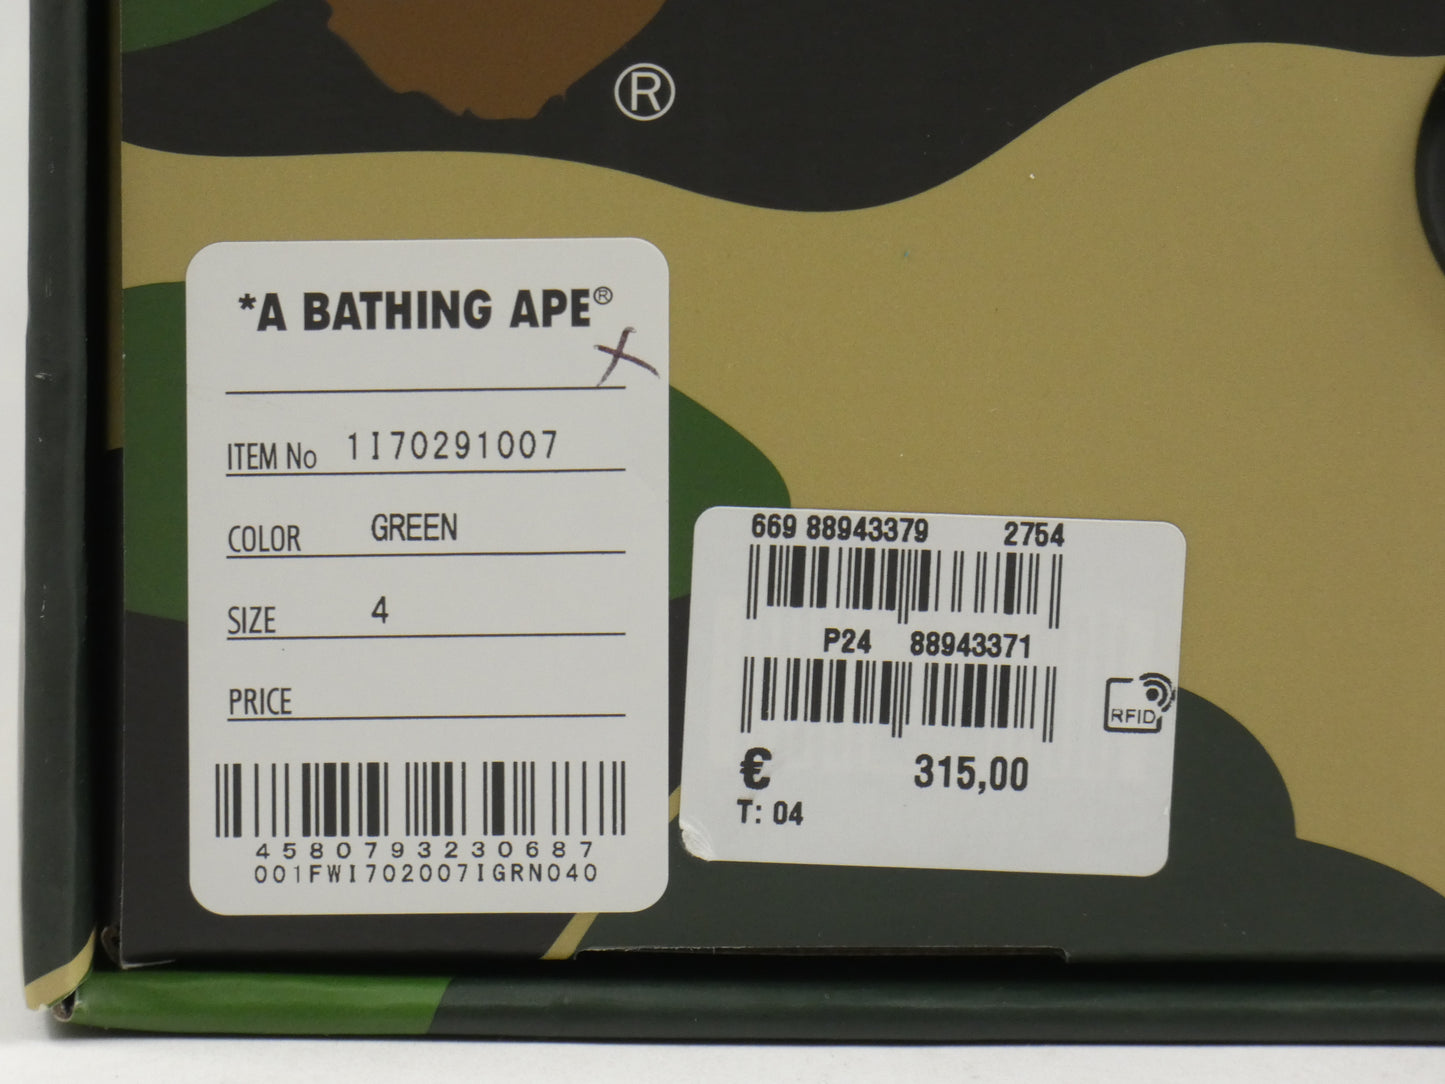 ®
*A BATHING APE®
ITEM No 1I70291007
COLOR GREEN
SIZE 4
PRICE
4580793230687
001FWI702007IGRN040
669 88943379 2754
P24 88943371
RFID
€ 315,00
T: 04